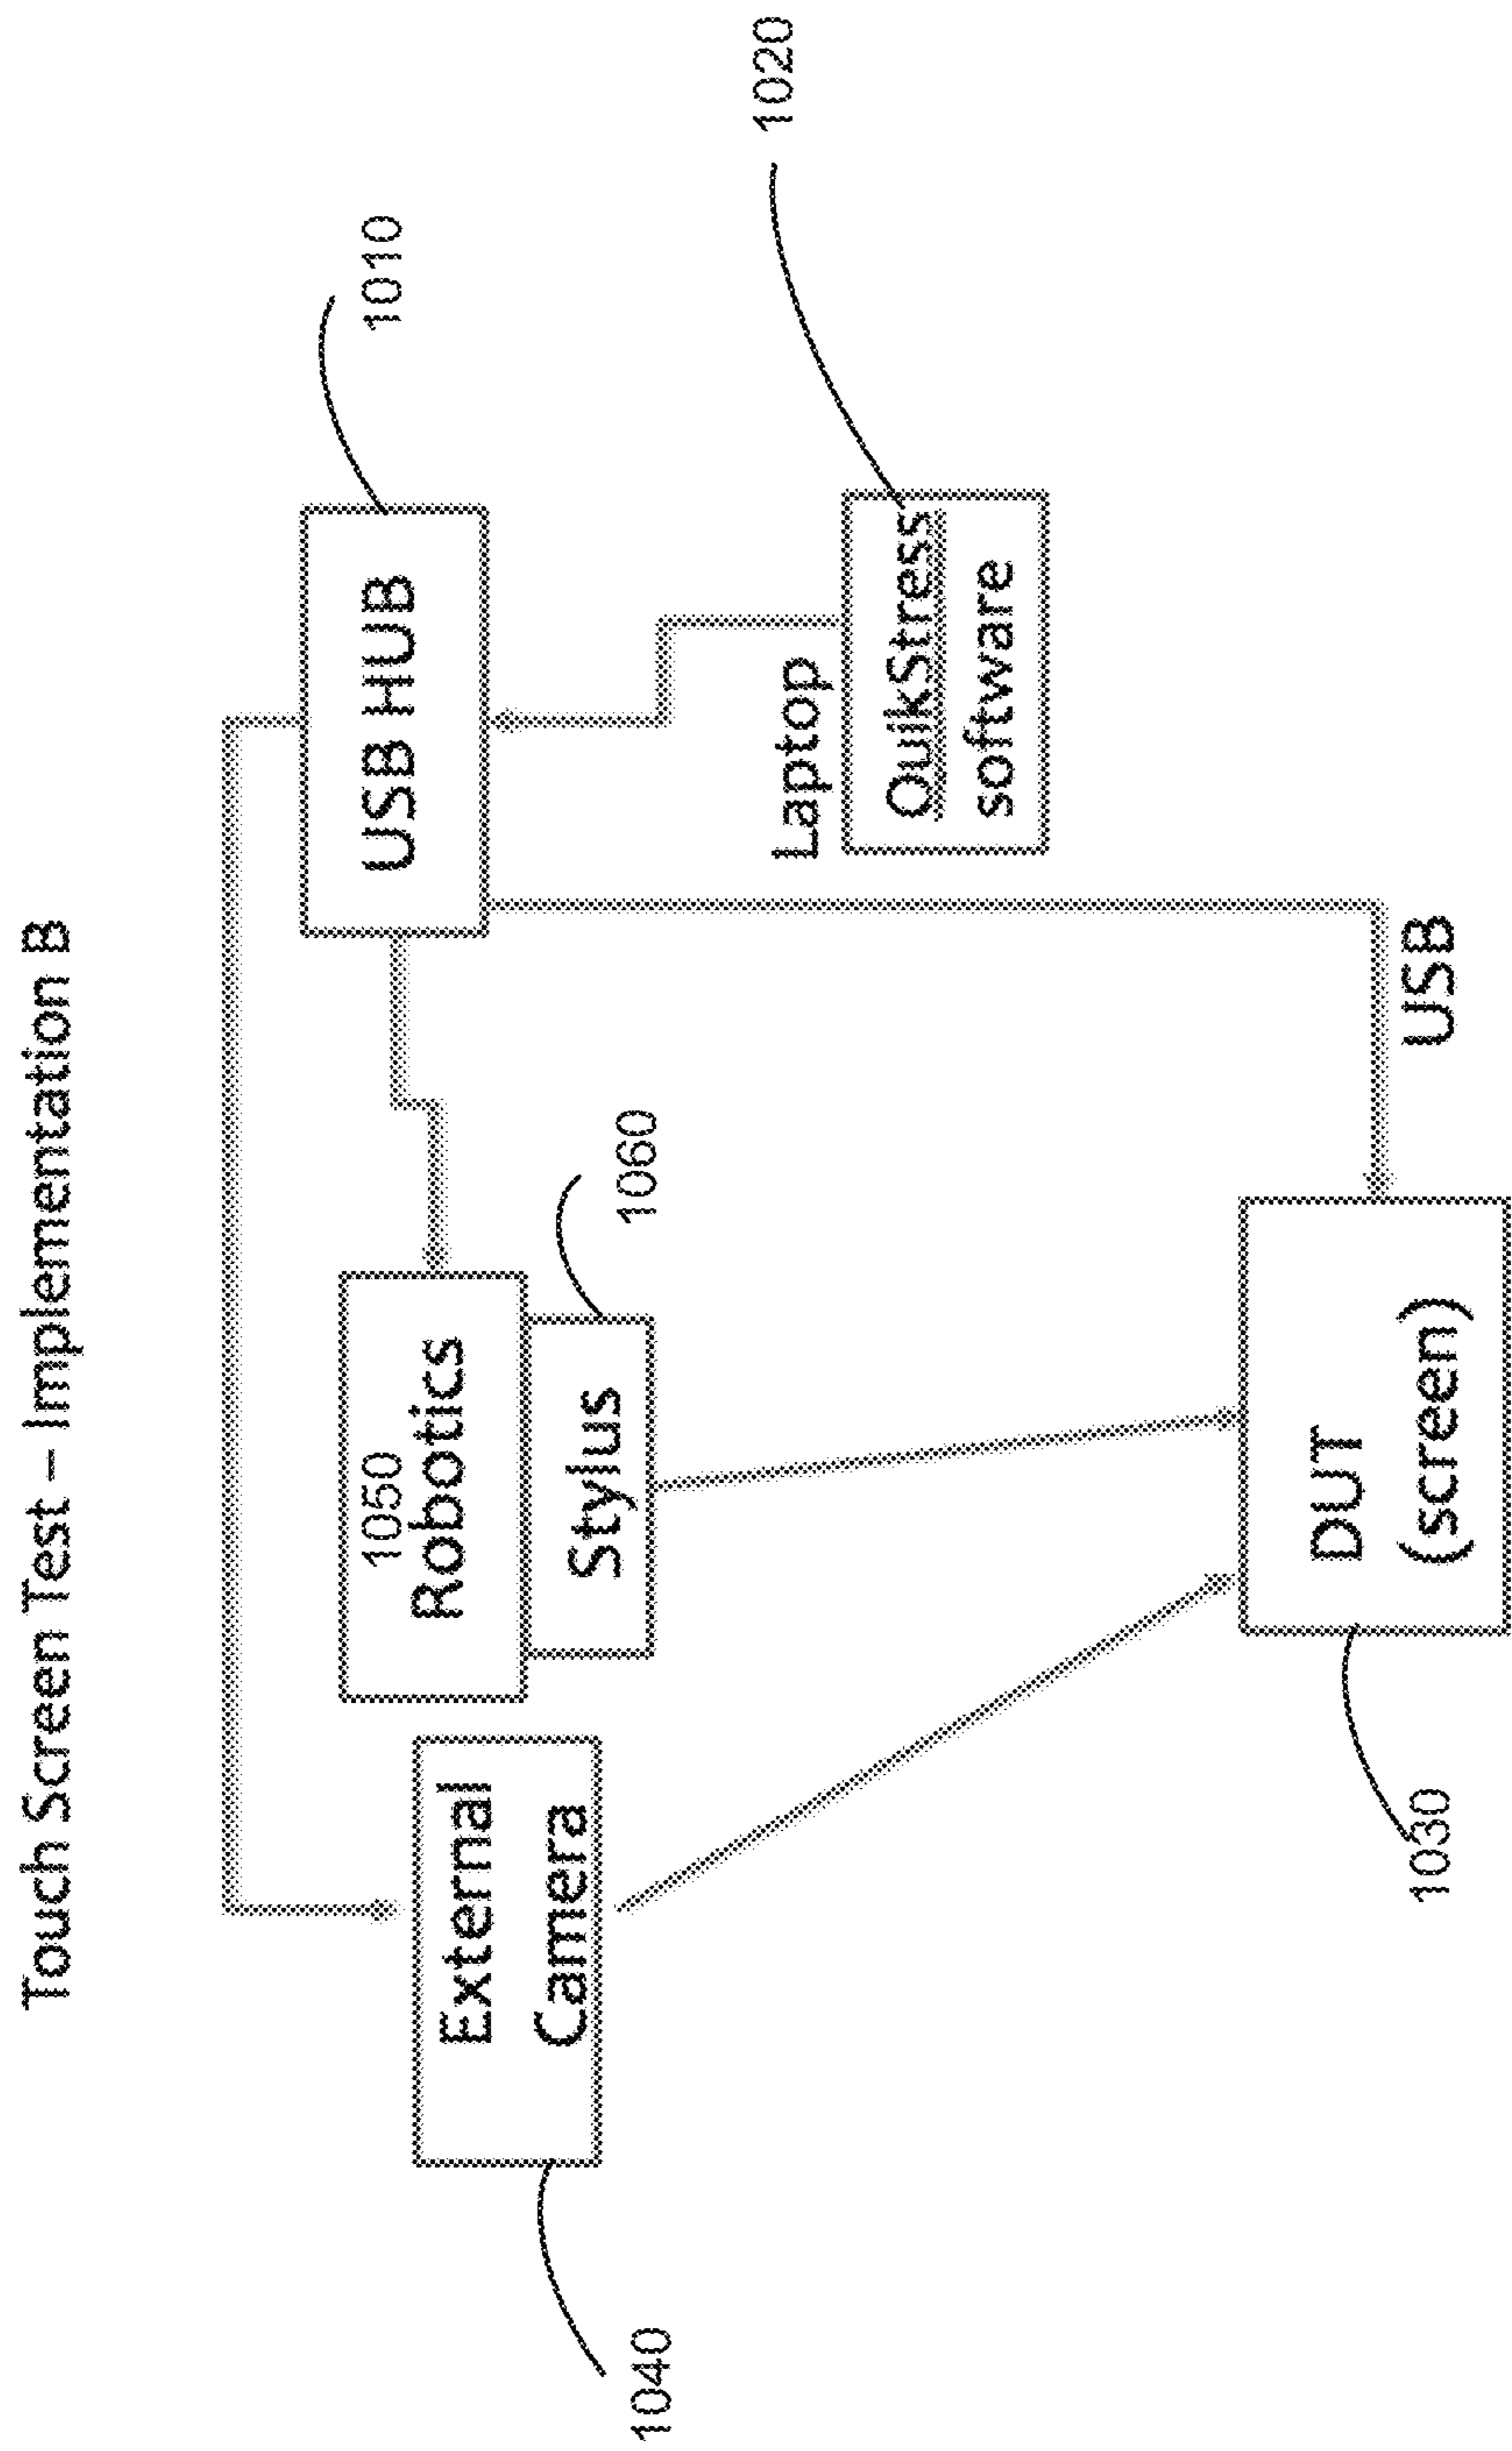 Touch Screen Test – Implementation B
1010
USB HUB
1050
Robotics
Stylus
1060
External
Camera
1040
Laptop
QuikStress
software
1020
USB
DUT
(screen)
1030